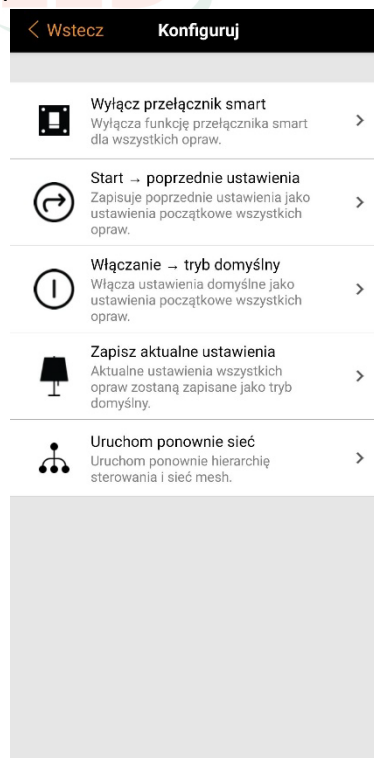 < Wstecz Konfiguruj
Wyłącz przełącznik smart
Wyłącza funkcję przełącznika smart
dla wszystkich opraw.
Start → poprzednie ustawienia
Zapisuje poprzednie ustawienia jako
ustawienia początkowe wszystkich
opraw.
Włączanie → tryb domyślny
Włącza ustawienia domyślne jako
ustawienia początkowe wszystkich
opraw.
Zapisz aktualne ustawienia
Aktualne ustawienia wszystkich
opraw zostaną zapisane jako tryb
domyślny.
Uruchom ponownie sieć
Uruchom ponownie hierarchię
sterowania i sieć mesh.